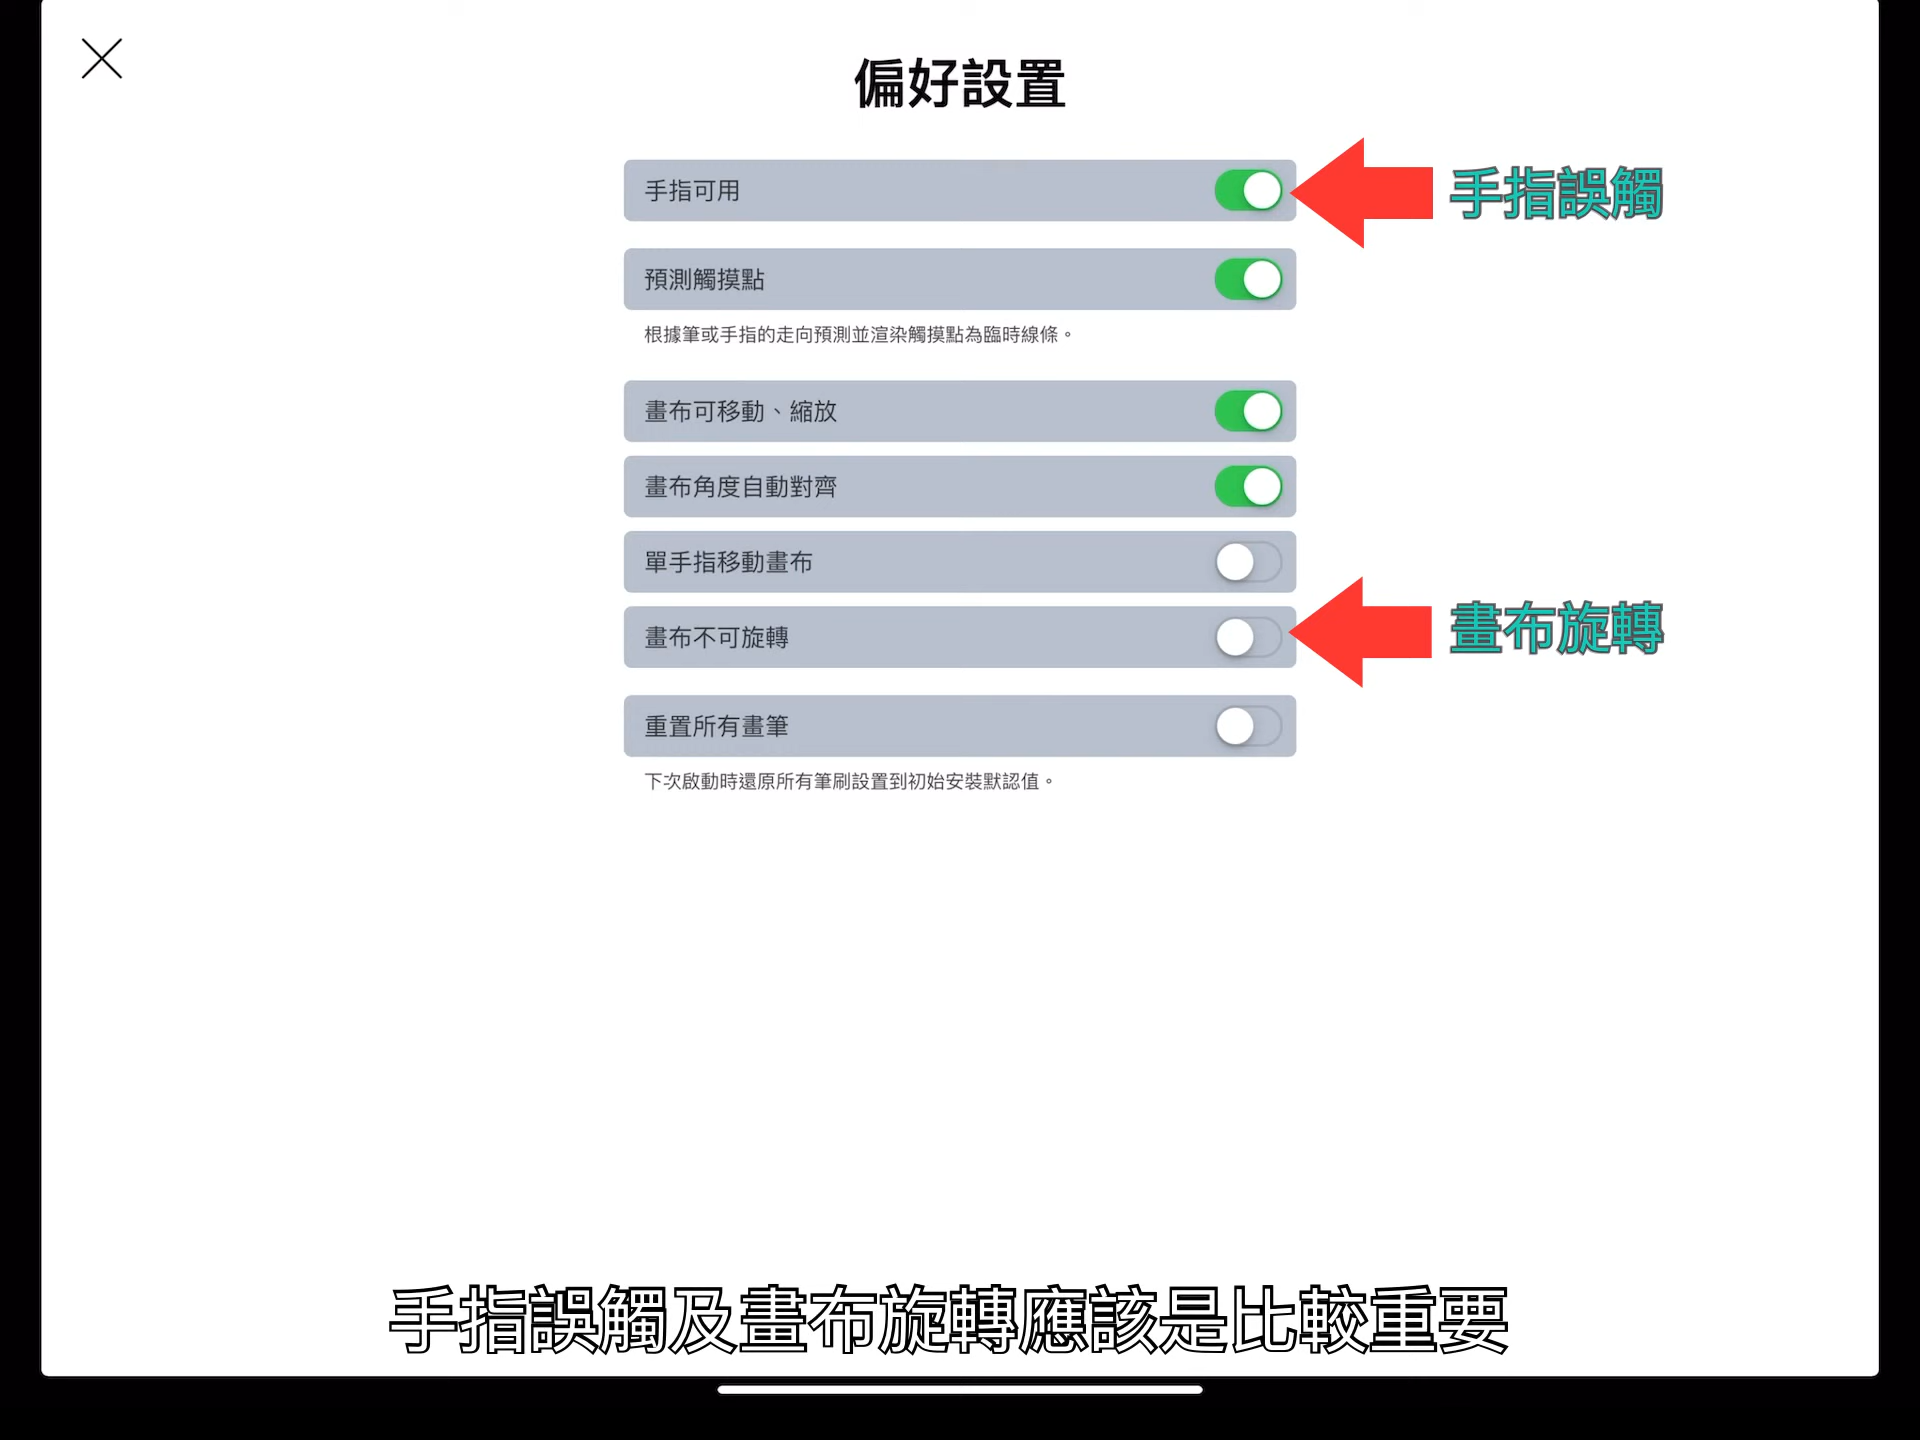 偏好設置
手指可用
手指誤觸
預測觸摸點
根據筆或手指的走向預測並渲染觸摸點為臨時線條。
畫布可移動、縮放
畫布角度自動對齊
單手指移動畫布
畫布不可旋轉
畫布旋轉
重置所有畫筆
下次啟動時還原所有筆刷設置到初始安裝默認值。
手指誤觸及畫布旋轉應該是比較重要